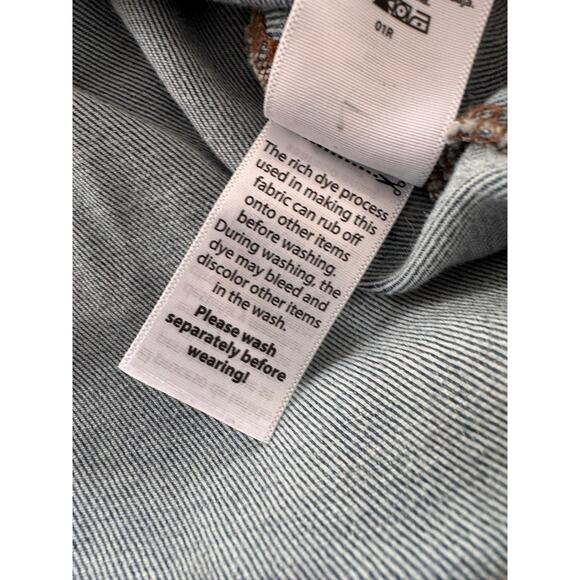 01R
The rich dye process
used in making this
fabric can rub off
onto other items
before washing.
During washing, the
dye may bleed and
discolor other items
in the wash.
Please wash
separately before
wearing!